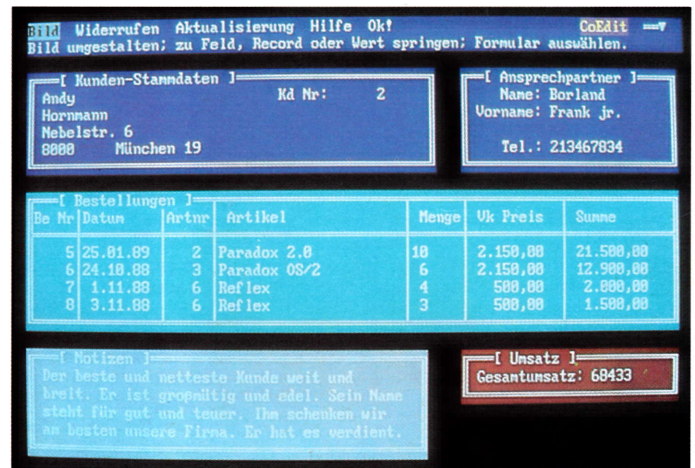 Bild Widerrufen Aktualisierung Hilfe Ok! CoEdit
Bild umgestalten; zu Feld, Record oder Wert springen; Formular auswählen.
[ Kunden-Stammdaten ]
Andy Kd Nr: 2
Hornmann
Nebelstr. 6
8000 München 19
[ Ansprechpartner ]
Name: Borland
Vorname: Frank jr.
Tel.: 213467834
[ Bestellungen ]
Be Nr Datum Artnr Artikel Menge Vk Preis Summe
5 25.01.89 2 Paradox 2.0 10 2.150,00 21.500,00
6 24.10.88 3 Paradox OS/2 6 2.150,00 12.900,00
7 1.11.88 6 Reflex 4 500,00 2.000,00
8 3.11.88 6 Reflex 3 500,00 1.500,00
[ Notizen ]
Der beste und netteste Kunde weit und
breit. Er ist gropmütig und edel. Sein Name
steht für gut und teuer. Ihm schenken wir
am besten unsere Firma. Er hat es verdient.
[ Umsatz ]
Gesamtumsatz: 68433